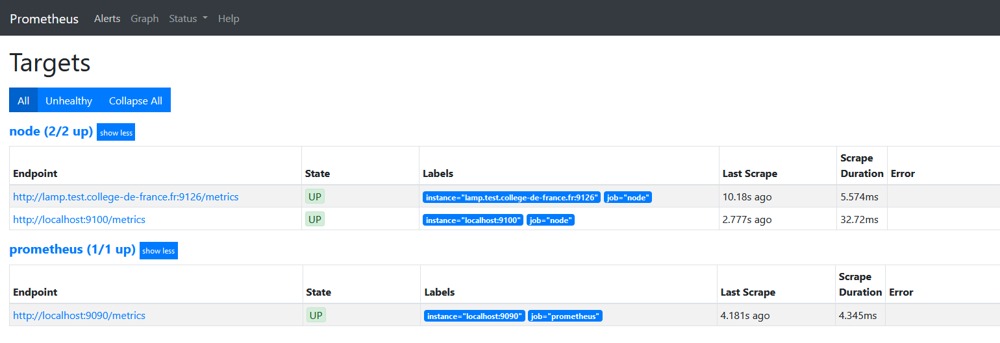 Prometheus Alerts Graph Status Help
Targets
All Unhealthy Collapse All
node (2/2 up) show less
Endpoint State Labels Last Scrape Scrape Duration Error
http://lamp.test.college-de-france.fr:9126/metrics UP instance="lamp.test.college-de-france.fr:9126" job="node" 10.18s ago 5.574ms
http://localhost:9100/metrics UP instance="localhost:9100" job="node" 2.777s ago 32.72ms
prometheus (1/1 up) show less
Endpoint State Labels Last Scrape Scrape Duration Error
http://localhost:9090/metrics UP instance="localhost:9090" job="prometheus" 4.181s ago 4.345ms